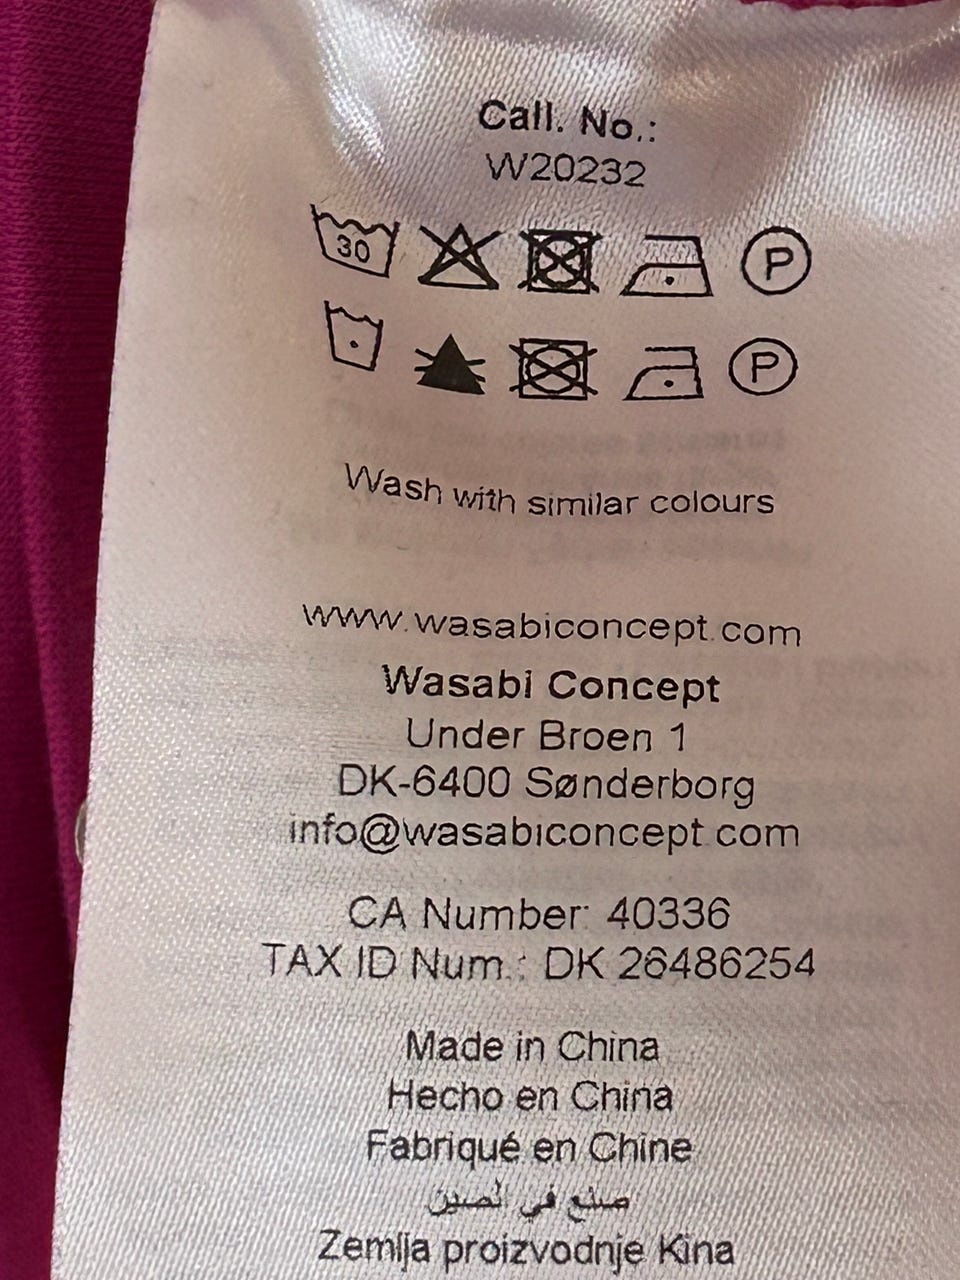 Call. No.:
W20232
30 P
P
Wash with similar colours
www.wasabiconcept.com
Wasabi Concept
Under Broen 1
DK-6400 Sønderborg
info@wasabiconcept.com
CA Number: 40336
TAX ID Num.: DK 26486254
Made in China
Hecho en China
Fabriqué en Chine
صنع في الصين
Zemlja proizvodnje Kina